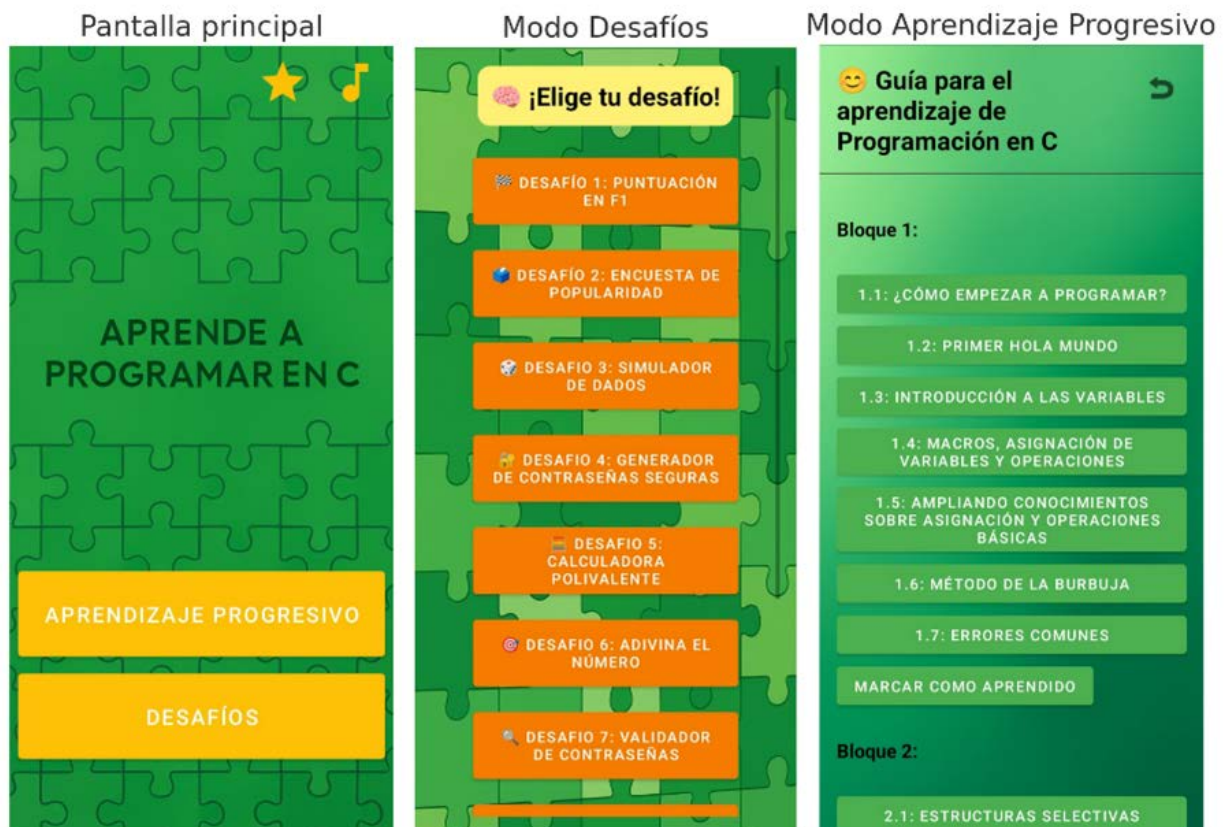 Pantalla principal
APRENDE A
PROGRAMAR EN C
APRENDIZAJE PROGRESIVO
DESAFÍOS
Modo Desafíos
¡Elige tu desafío!
DESAFÍO 1: PUNTUACIÓN
EN F1
DESAFÍO 2: ENCUESTA DE
POPULARIDAD
DESAFIO 3: SIMULADOR
DE DADOS
DESAFIO 4: GENERADOR
DE CONTRASEÑAS SEGURAS
DESAFIO 5:
CALCULADORA
POLIVALENTE
DESAFIO 6: ADIVINA EL
NÚMERO
DESAFIO 7: VALIDADOR
DE CONTRASEÑAS
Modo Aprendizaje Progresivo
Guía para el
aprendizaje de
Programación en C
Bloque 1:
1.1: ¿CÓMO EMPEZAR A PROGRAMAR?
1.2: PRIMER HOLA MUNDO
1.3: INTRODUCCIÓN A LAS VARIABLES
1.4: MACROS, ASIGNACIÓN DE
VARIABLES Y OPERACIONES
1.5: AMPLIANDO CONOCIMIENTOS
SOBRE ASIGNACIÓN Y OPERACIONES
BÁSICAS
1.6: MÉTODO DE LA BURBUJA
1.7: ERRORES COMUNES
MARCAR COMO APRENDIDO
Bloque 2:
2.1: ESTRUCTURAS SELECTIVAS